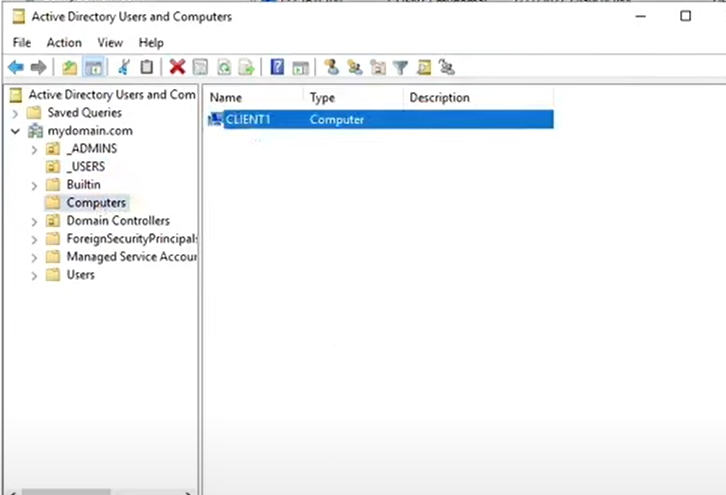 Active Directory Users and Computers
File Action View Help
Active Directory Users and Com
Name Type Description
Saved Queries
CLIENT1 Computer
mydomain.com
_ADMINS
_USERS
Builtin
Computers
Domain Controllers
ForeignSecurityPrincipals
Managed Service Accour
Users